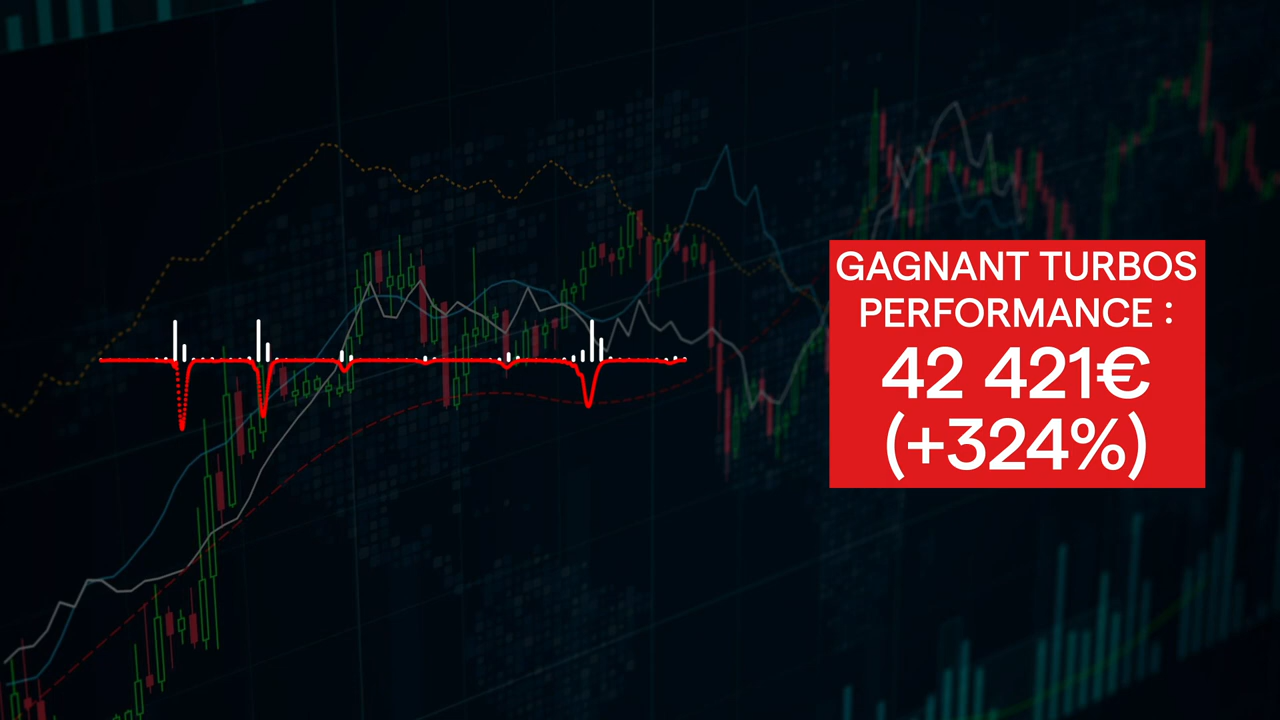 GAGNANT TURBOS
PERFORMANCE :
42 421€
(+324%)